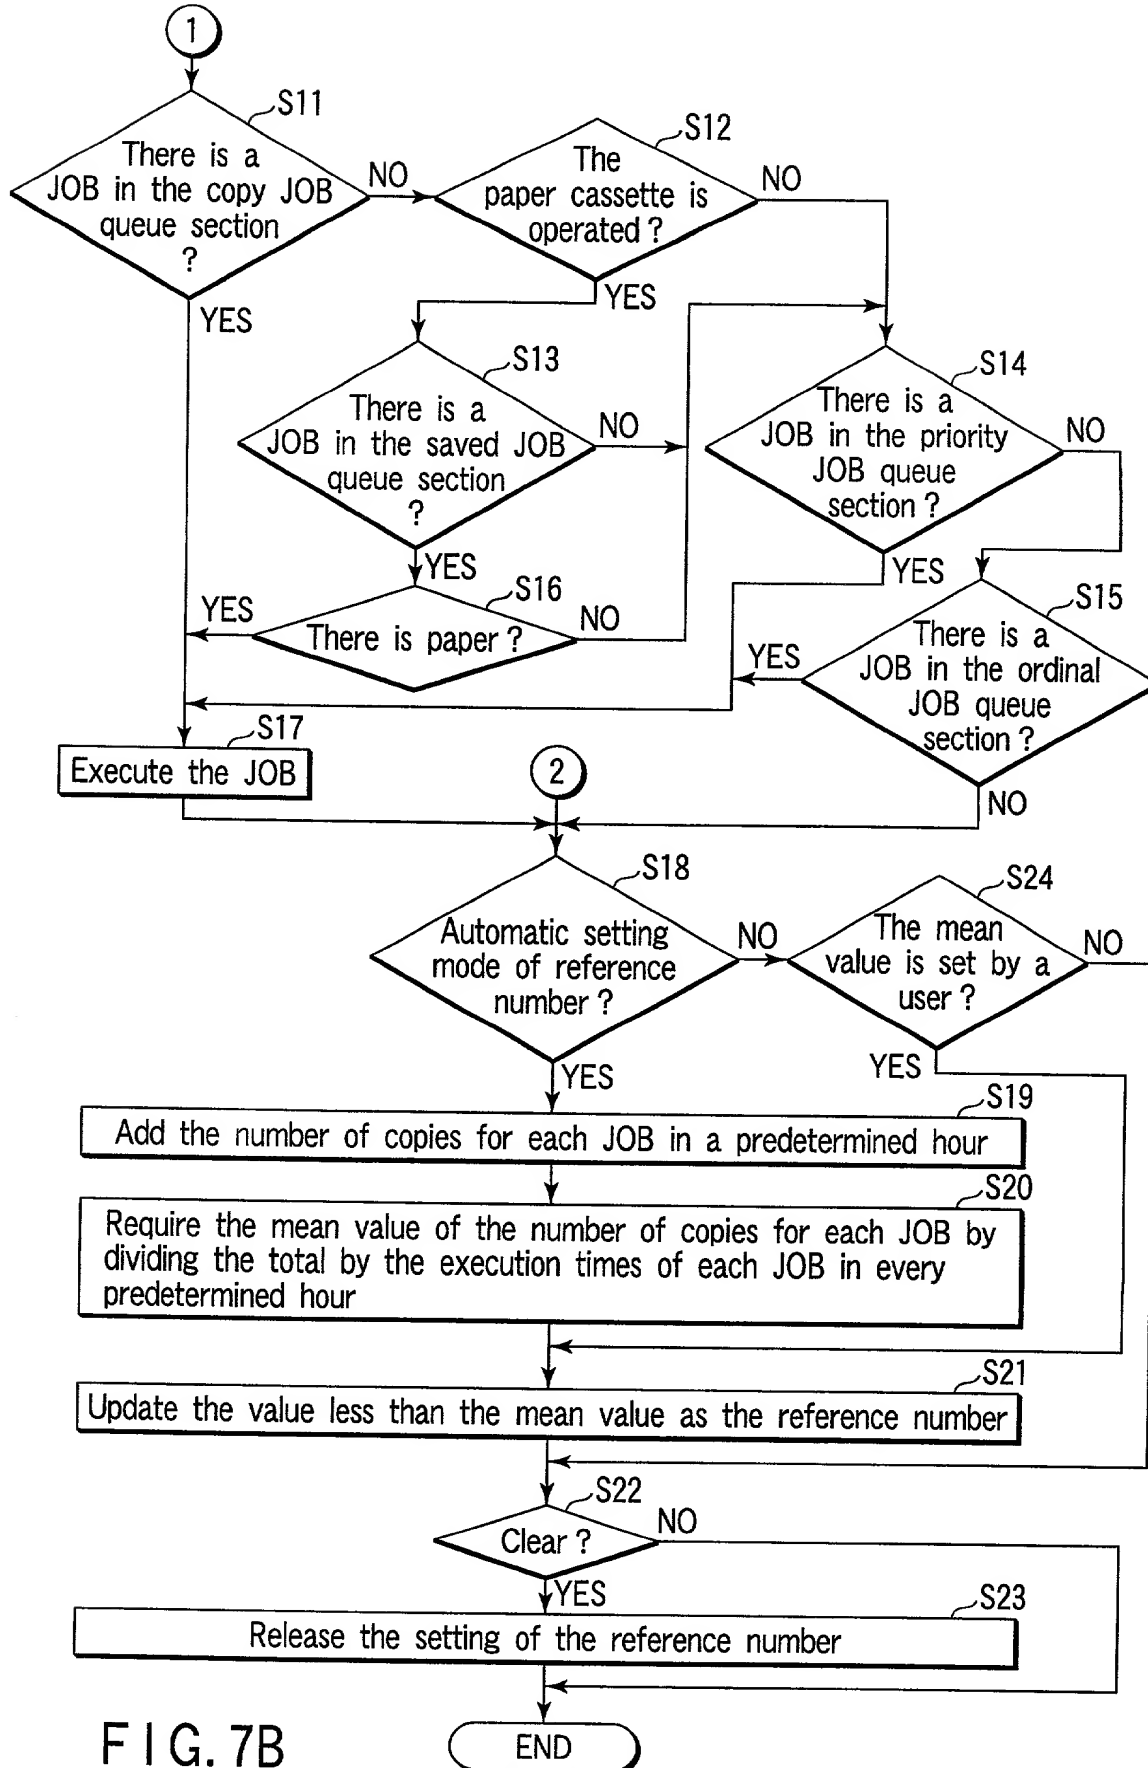 1
S11
There is a
JOB in the copy JOB
queue section
?
NO
YES
S12
The
paper cassette is
operated ?
NO
YES
S13
There is a
JOB in the saved JOB
queue section
?
NO
YES
S14
There is a
JOB in the priority
JOB queue
section ?
NO
YES
S16
There is paper ?
YES
NO
S15
There is a
JOB in the ordinal
JOB queue
section ?
YES
NO
S17
Execute the JOB
2
S18
Automatic setting
mode of reference
number ?
NO
YES
S24
The mean
value is set by a
user ?
NO
YES
S19
Add the number of copies for each JOB in a predetermined hour
S20
Require the mean value of the number of copies for each JOB by
dividing the total by the execution times of each JOB in every
predetermined hour
S21
Update the value less than the mean value as the reference number
S22
Clear ?
NO
YES
S23
Release the setting of the reference number
END
FIG. 7B